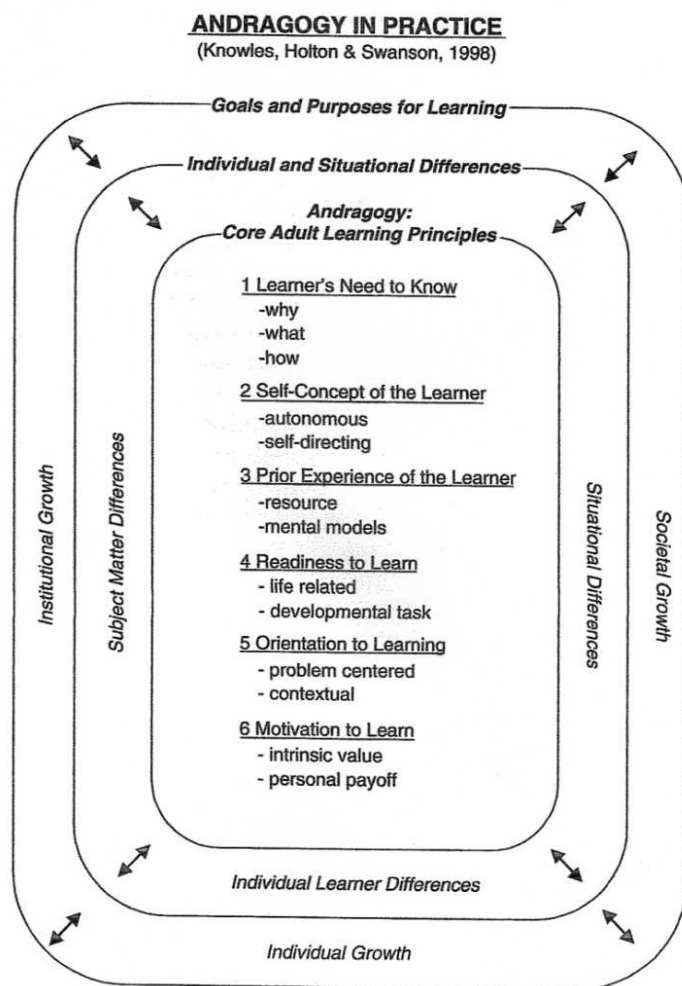 ANDRAGOGY IN PRACTICE
(Knowles, Holton & Swanson, 1998)
Goals and Purposes for Learning
Individual and Situational Differences
Andragogy:
Core Adult Learning Principles
1 Learner's Need to Know
-why
-what
-how
2 Self-Concept of the Learner
-autonomous
-self-directing
3 Prior Experience of the Learner
-resource
-mental models
4 Readiness to Learn
- life related
- developmental task
5 Orientation to Learning
- problem centered
- contextual
6 Motivation to Learn
- intrinsic value
- personal payoff
Institutional Growth
Subject Matter Differences
Situational Differences
Societal Growth
Individual Learner Differences
Individual Growth